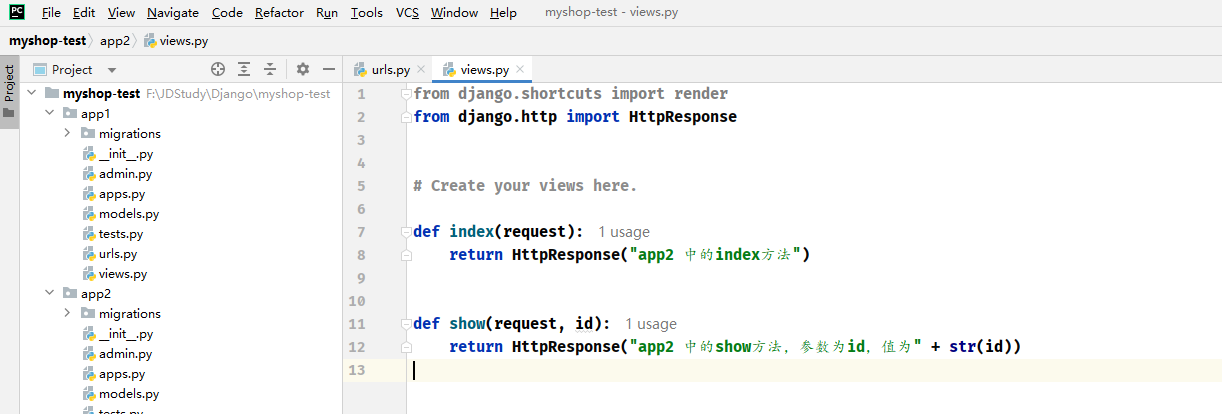 PC File Edit View Navigate Code Refactor Run Tools VCS Window Help myshop-test - views.py
myshop-test app2 views.py
Project
Project
urls.py views.py
myshop-test F:\JDStudy\Django\myshop-test
app1
migrations
__init__.py
admin.py
apps.py
models.py
tests.py
urls.py
views.py
app2
migrations
__init__.py
admin.py
apps.py
models.py
tests.py
1 from django.shortcuts import render
2 from django.http import HttpResponse
3
4
5 # Create your views here.
6
7 def index(request): 1 usage
8 return HttpResponse("app2 中的index方法")
9
10
11 def show(request, id): 1 usage
12 return HttpResponse("app2 中的show方法，参数为id，值为" + str(id))
13